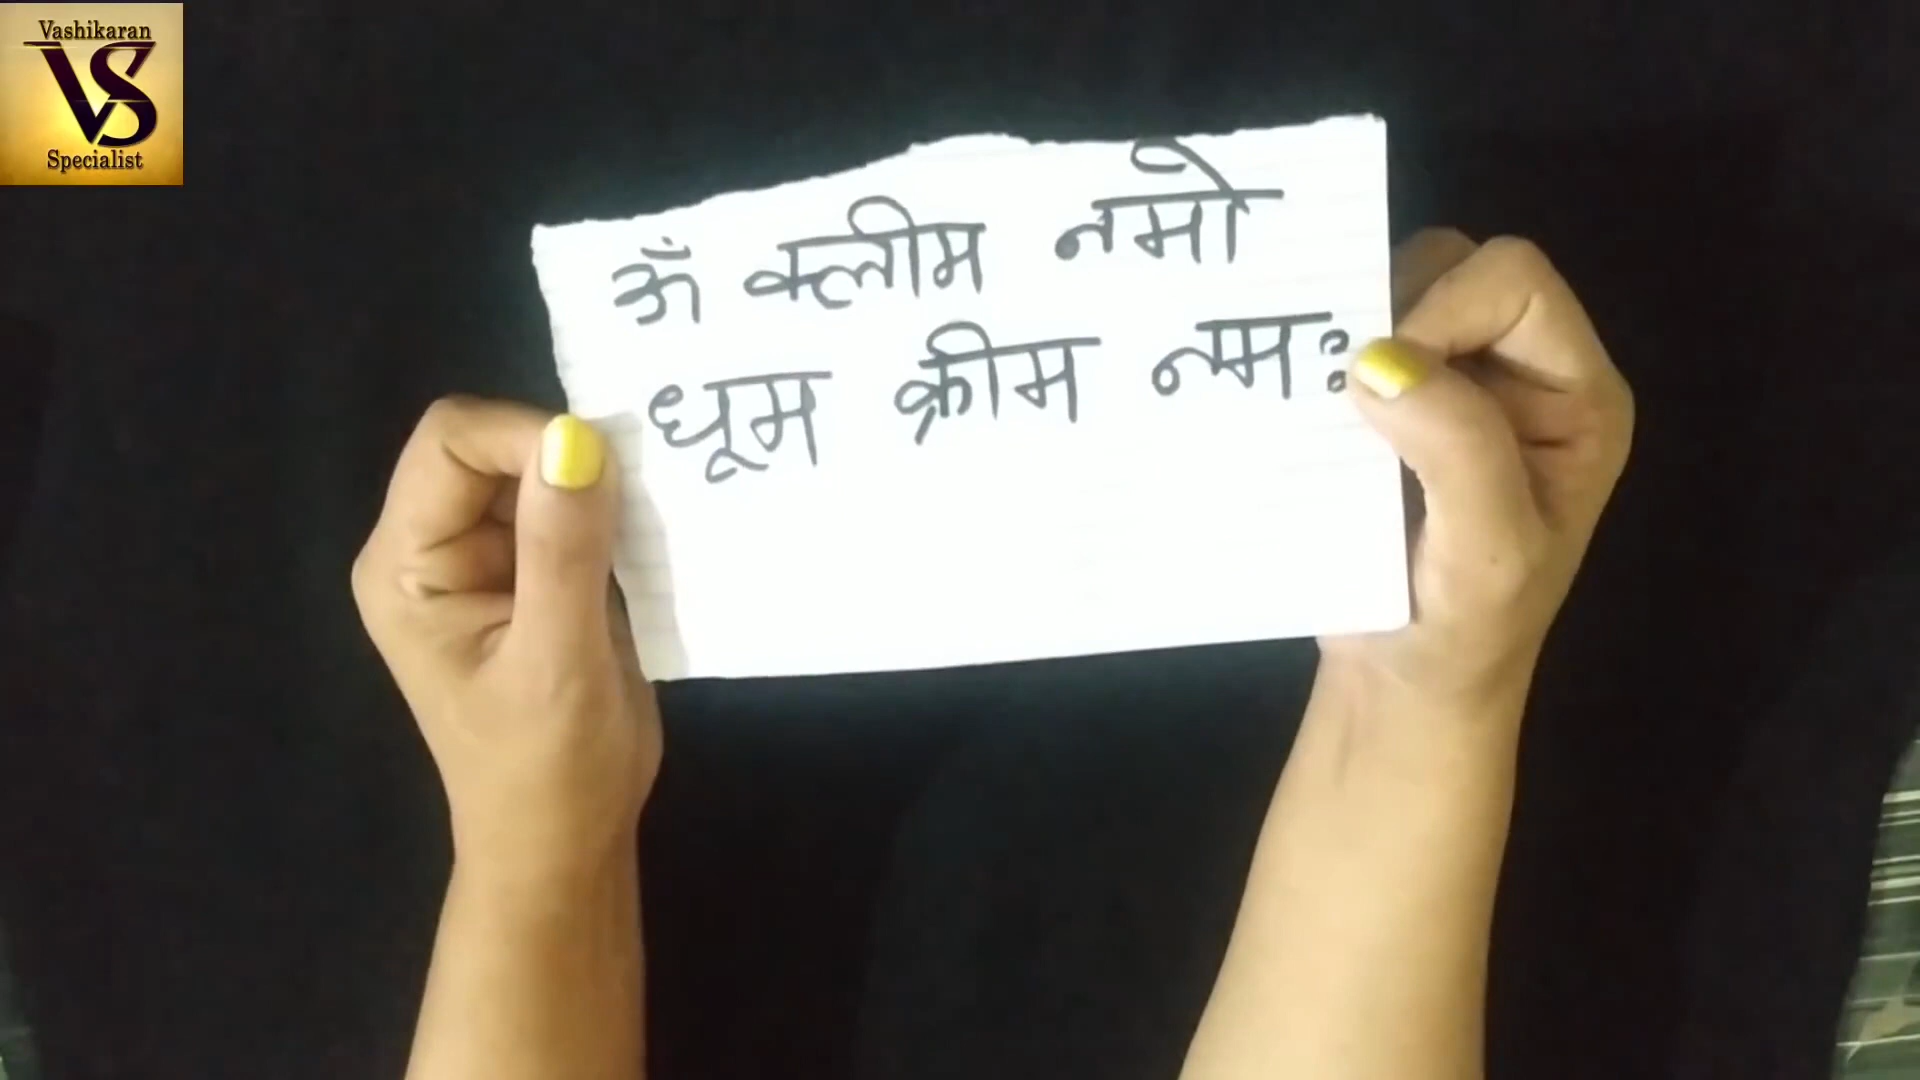 Vashikaran
VS
Specialist
ॐ क्लीम नमो
धूम क्रीम नमः